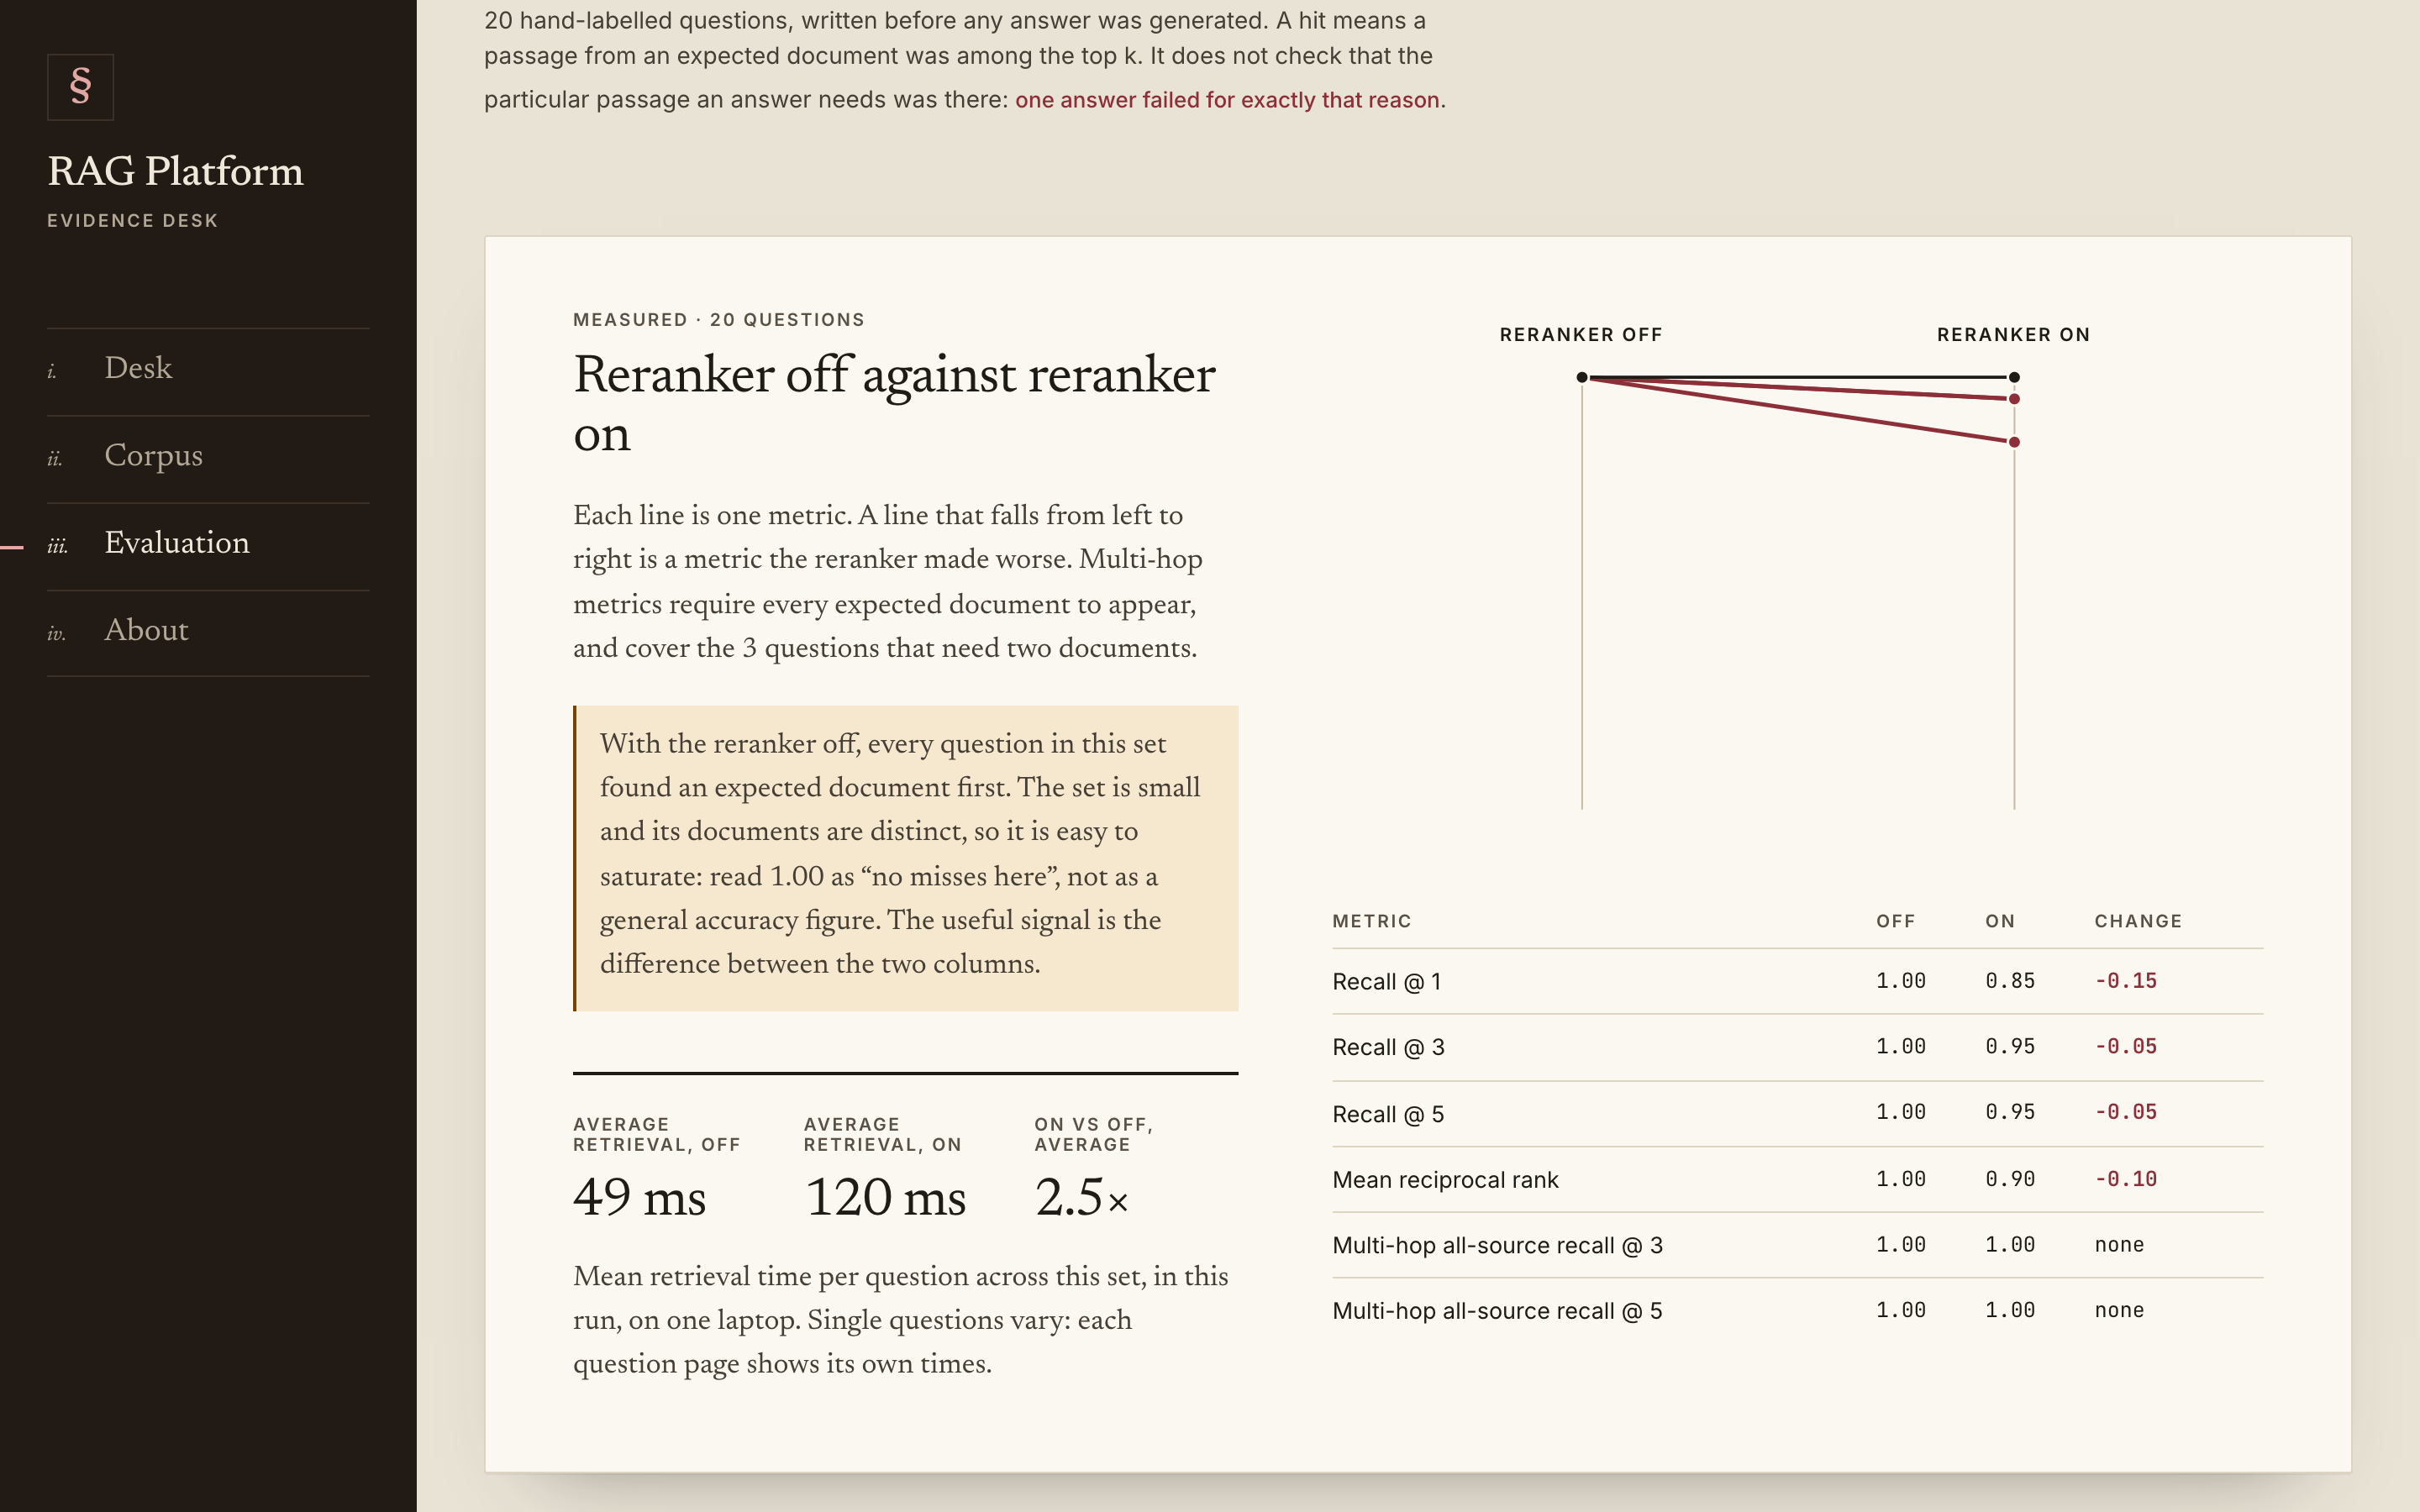 §
RAG Platform
EVIDENCE DESK
i. Desk
ii. Corpus
iii. Evaluation
iv. About
20 hand-labelled questions, written before any answer was generated. A hit means a
passage from an expected document was among the top k. It does not check that the
particular passage an answer needs was there: one answer failed for exactly that reason.
MEASURED · 20 QUESTIONS
Reranker off against reranker
on
Each line is one metric. A line that falls from left to
right is a metric the reranker made worse. Multi-hop
metrics require every expected document to appear,
and cover the 3 questions that need two documents.
With the reranker off, every question in this set
found an expected document first. The set is small
and its documents are distinct, so it is easy to
saturate: read 1.00 as “no misses here”, not as a
general accuracy figure. The useful signal is the
difference between the two columns.
AVERAGE RETRIEVAL, OFF
49 ms
AVERAGE RETRIEVAL, ON
120 ms
ON VS OFF, AVERAGE
2.5×
Mean retrieval time per question across this set, in this
run, on one laptop. Single questions vary: each
question page shows its own times.
RERANKER OFF RERANKER ON
METRIC OFF ON CHANGE
Recall @ 1 1.00 0.85 -0.15
Recall @ 3 1.00 0.95 -0.05
Recall @ 5 1.00 0.95 -0.05
Mean reciprocal rank 1.00 0.90 -0.10
Multi-hop all-source recall @ 3 1.00 1.00 none
Multi-hop all-source recall @ 5 1.00 1.00 none